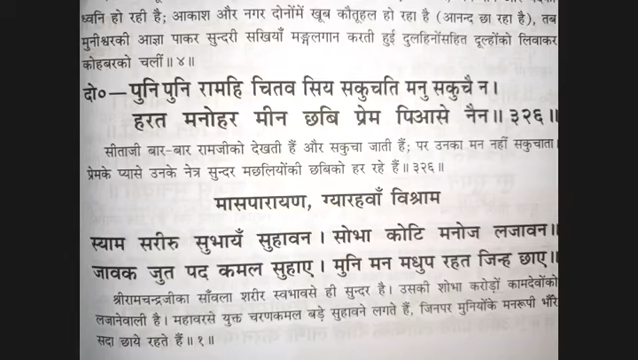 ध्वनि हो रही है; आकाश और नगर दोनोंमें खूब कौतूहल हो रहा है (आनन्द छा रहा है), तब
मुनीश्वरकी आज्ञा पाकर सुन्दरी सखियाँ मङ्गलगान करती हुई दुलहिनोंसहित दूल्होंको लिवाकर
कोहबरको चलीं॥४॥
दो०—पुनि पुनि रामहि चितव सिय सकुचति मनु सकुचै न।
हरत मनोहर मीन छबि प्रेम पिआसे नैन॥३२६॥
सीताजी बार-बार रामजीको देखती हैं और सकुचा जाती हैं; पर उनका मन नहीं सकुचाता।
प्रेमके प्यासे उनके नेत्र सुन्दर मछलियोंकी छबिको हर रहे हैं॥३२६॥
मासपारायण, ग्यारहवाँ विश्राम
स्याम सरीरु सुभायँ सुहावन। सोभा कोटि मनोज लजावन॥
जावक जुत पद कमल सुहाए। मुनि मन मधुप रहत जिन्ह छाए॥
श्रीरामचन्द्रजीका साँवला शरीर स्वभावसे ही सुन्दर है। उसकी शोभा करोड़ों कामदेवोंको
लजानेवाली है। महावरसे युक्त चरणकमल बड़े सुहावने लगते हैं, जिनपर मुनियोंके मनरूपी भौंरे
सदा छाये रहते हैं॥१॥